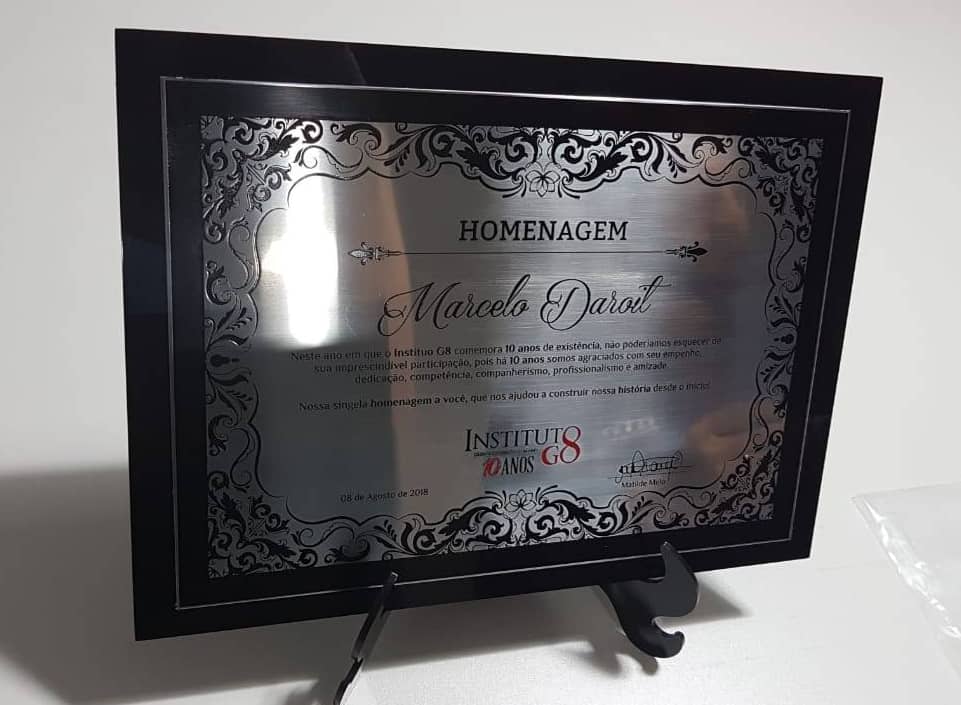 HOMENAGEM
Marcelo Daroit
Neste ano em que o Instituo G8 comemora 10 anos de existência, não poderíamos esquecer de
sua imprescindível participação, pois há 10 anos somos agraciados com seu empenho,
dedicação, competência, companherismo, profissionalismo e amizade.
Nossa singela homenagem a você, que nos ajudou a construir nossa história desde o início!
INSTITUTO
G8
10 ANOS
08 de Agosto de 2018
Matilde Melo